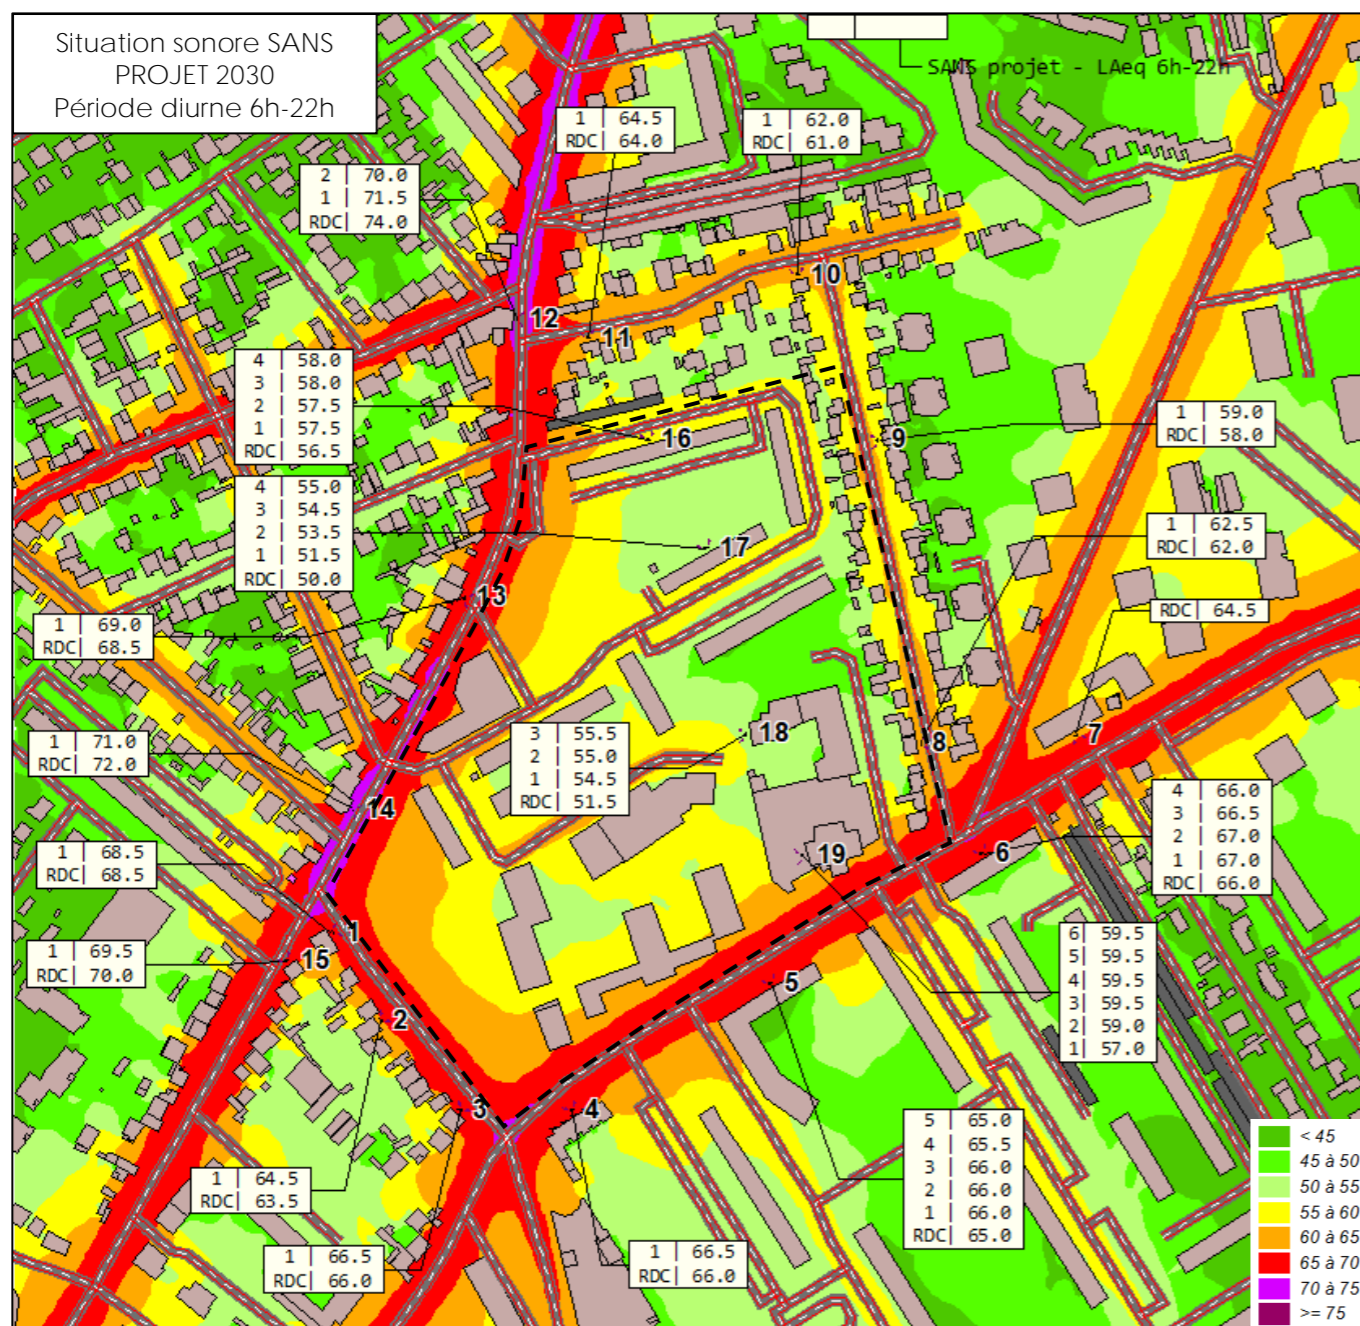 Situation sonore SANS
PROJET 2030
Période diurne 6h-22h
SANS projet - LAeq 6h-22h
1 | 64.5
RDC| 64.0
1 | 62.0
RDC| 61.0
2 | 70.0
1 | 71.5
RDC| 74.0
10
12
11
4 | 58.0
3 | 58.0
2 | 57.5
1 | 57.5
RDC| 56.5
16
9
1 | 59.0
RDC| 58.0
4 | 55.0
3 | 54.5
2 | 53.5
1 | 51.5
RDC| 50.0
17
1 | 62.5
RDC| 62.0
13
1 | 69.0
RDC| 68.5
RDC| 64.5
1 | 71.0
RDC| 72.0
3 | 55.5
2 | 55.0
1 | 54.5
RDC| 51.5
18
8
7
14
4 | 66.0
3 | 66.5
2 | 67.0
1 | 67.0
RDC| 66.0
1 | 68.5
RDC| 68.5
19
6
1
15
1 | 69.5
RDC| 70.0
6| 59.5
5| 59.5
4| 59.5
3| 59.5
2| 59.0
1| 57.0
5
2
3
4
1 | 64.5
RDC| 63.5
5 | 65.0
4 | 65.5
3 | 66.0
2 | 66.0
1 | 66.0
RDC| 65.0
1 | 66.5
RDC| 66.0
1 | 66.5
RDC| 66.0
< 45
45 à 50
50 à 55
55 à 60
60 à 65
65 à 70
70 à 75
>= 75